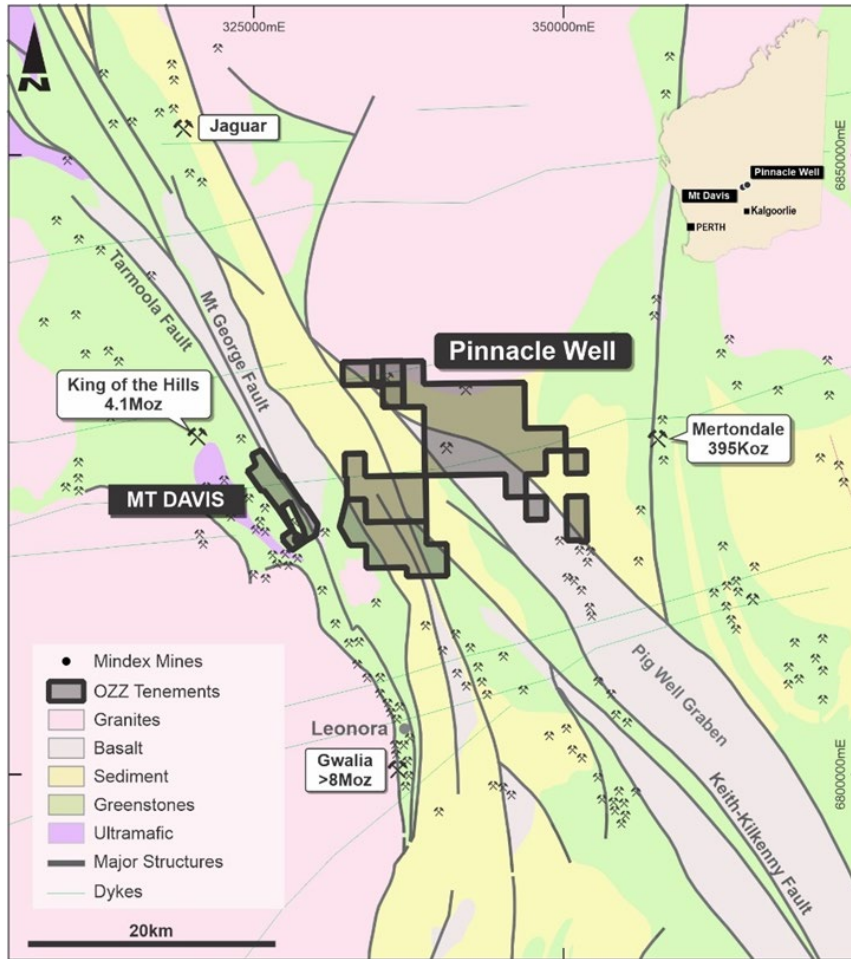 325000mE
350000mE
N
Jaguar
6850000mE
Pinnacle Well
Mt Davis
Kalgoorlie
PERTH
Tarmoola Fault
Mt George Fault
Pinnacle Well
King of the Hills
4.1Moz
Mertondale
395Koz
MT DAVIS
Pig Well Graben
Leonora
Gwalia
>8Moz
Keith-Kilkenny Fault
6800000mE
Mindex Mines
OZZ Tenements
Granites
Basalt
Sediment
Greenstones
Ultramafic
Major Structures
Dykes
20km